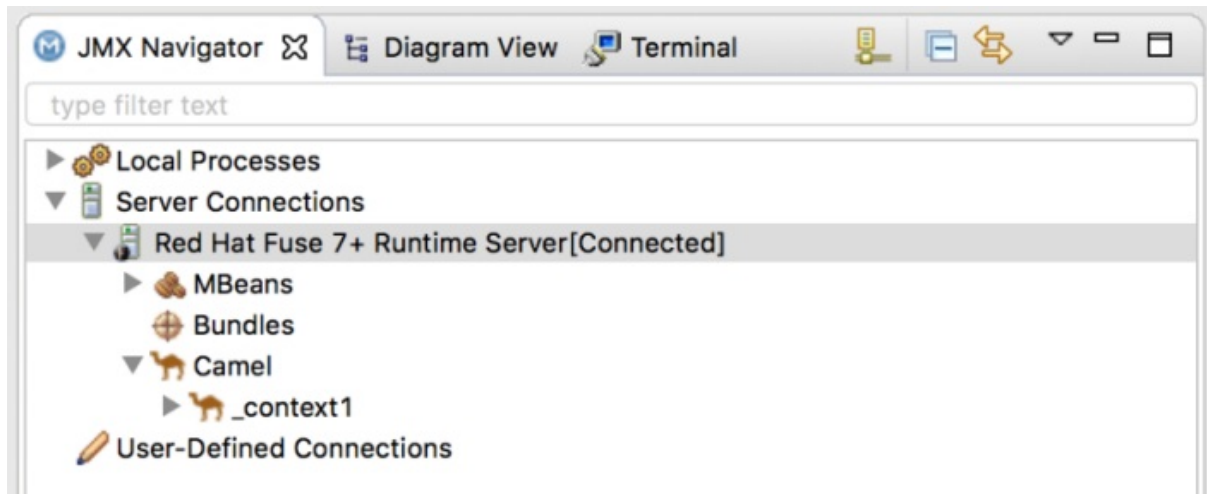 JMX Navigator Diagram View Terminal
type filter text
Local Processes
Server Connections
Red Hat Fuse 7+ Runtime Server[Connected]
MBeans
Bundles
Camel
_context1
User-Defined Connections